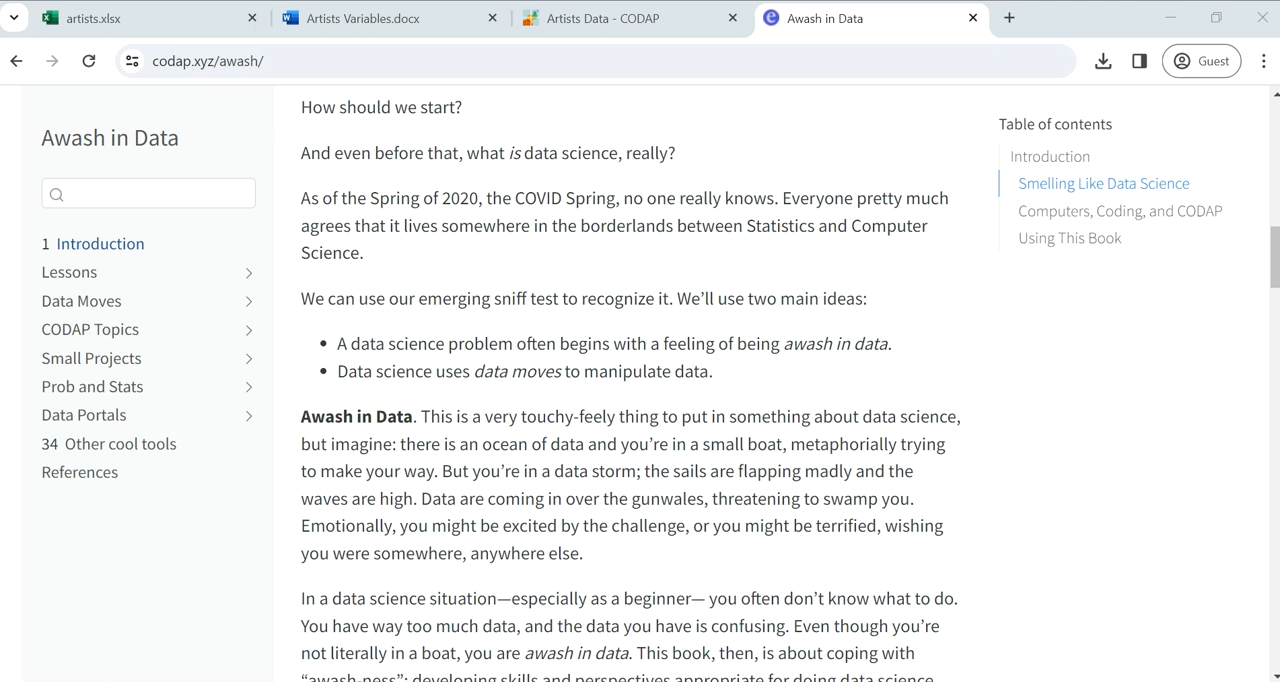 artists.xlsx
Artists Variables.docx
Artists Data - CODAP
Awash in Data
codap.xyz/awash/
Guest
Awash in Data
1 Introduction
Lessons
Data Moves
CODAP Topics
Small Projects
Prob and Stats
Data Portals
34 Other cool tools
References
How should we start?
And even before that, what is data science, really?
As of the Spring of 2020, the COVID Spring, no one really knows. Everyone pretty much
agrees that it lives somewhere in the borderlands between Statistics and Computer
Science.
We can use our emerging sniff test to recognize it. We’ll use two main ideas:
• A data science problem often begins with a feeling of being awash in data.
• Data science uses data moves to manipulate data.
Awash in Data. This is a very touchy-feely thing to put in something about data science,
but imagine: there is an ocean of data and you’re in a small boat, metaphorially trying
to make your way. But you’re in a data storm; the sails are flapping madly and the
waves are high. Data are coming in over the gunwales, threatening to swamp you.
Emotionally, you might be excited by the challenge, or you might be terrified, wishing
you were somewhere, anywhere else.
In a data science situation—especially as a beginner— you often don’t know what to do.
You have way too much data, and the data you have is confusing. Even though you’re
not literally in a boat, you are awash in data. This book, then, is about coping with
“awash-ness”: developing skills and perspectives appropriate for doing data science
Table of contents
Introduction
Smelling Like Data Science
Computers, Coding, and CODAP
Using This Book